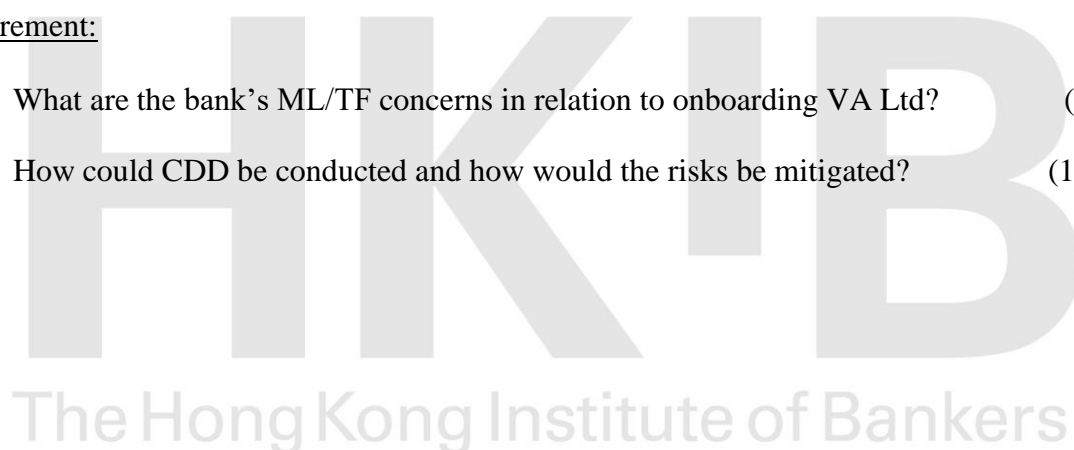 rement:
What are the bank's ML/TF concerns in relation to onboarding VA Ltd? (
How could CDD be conducted and how would the risks be mitigated? (1
HKIB
The Hong Kong Institute of Bankers